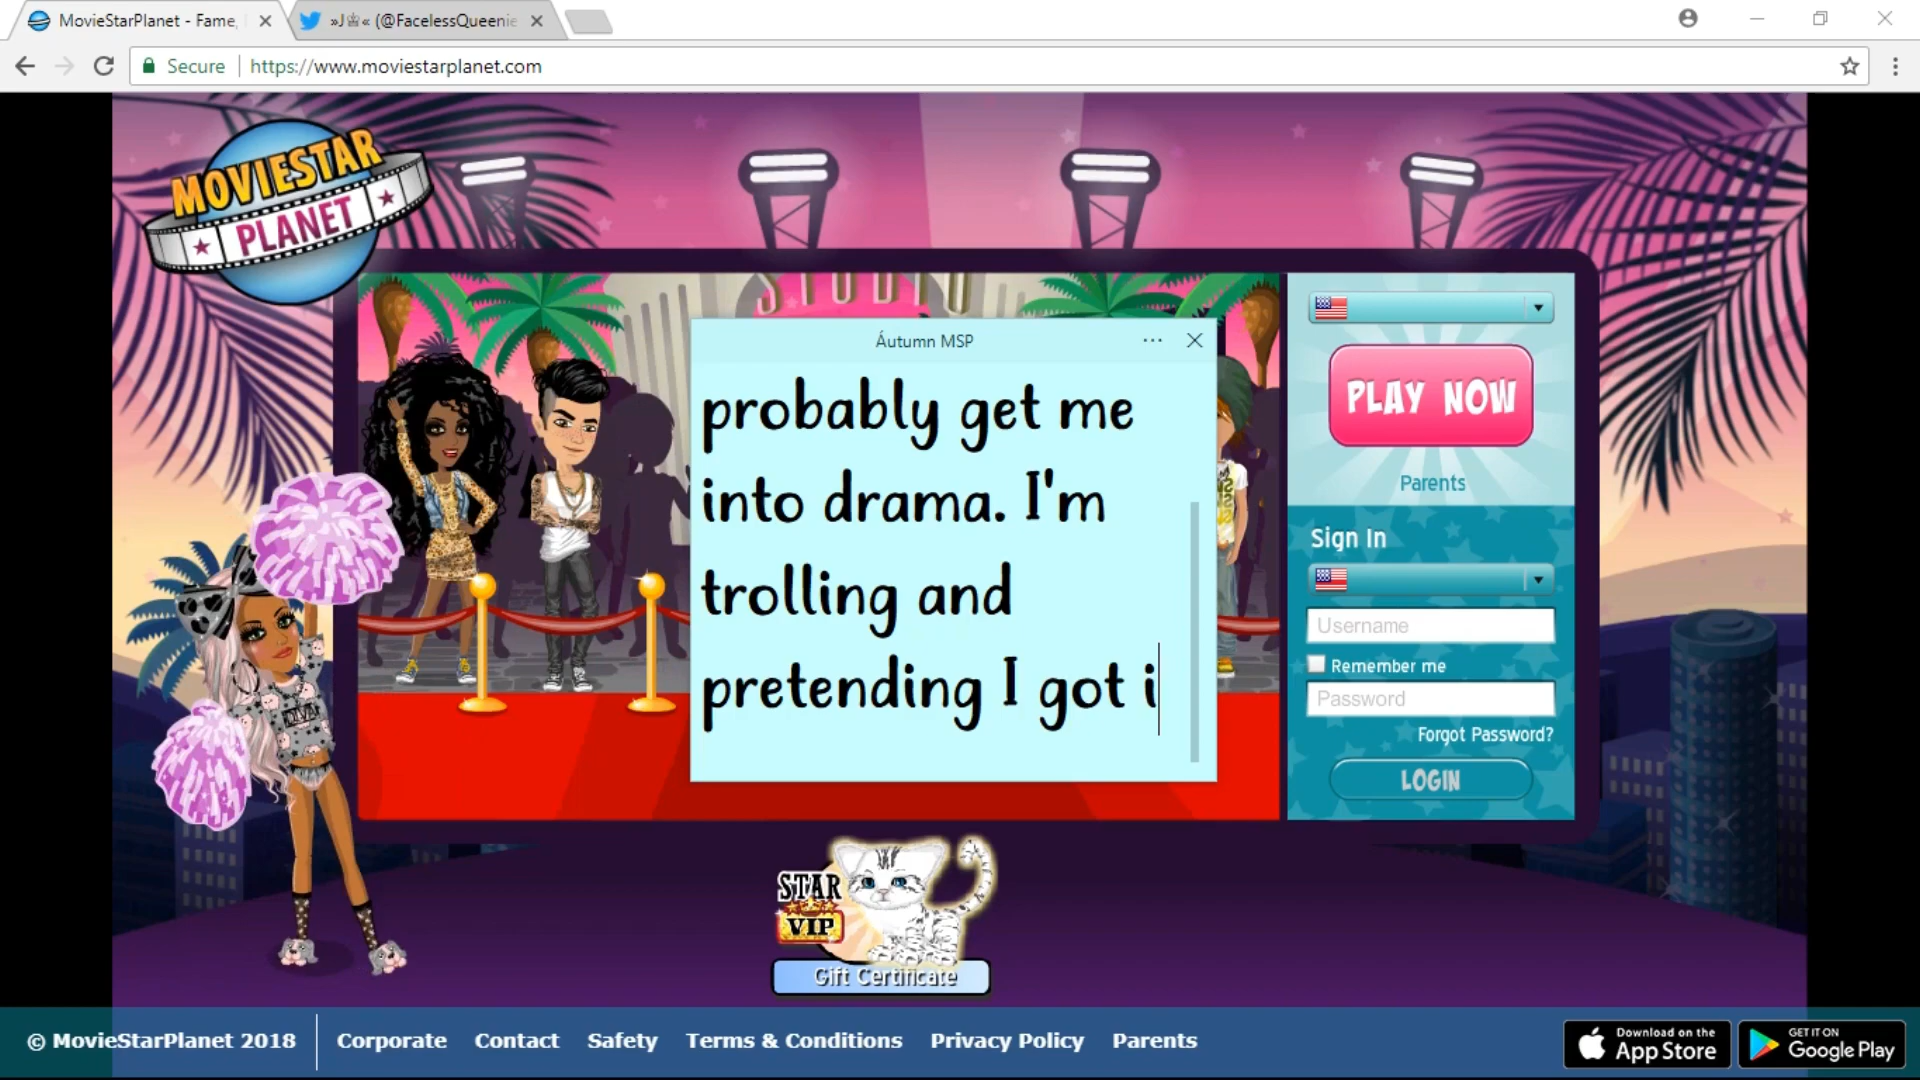 MovieStarPlanet - Fame,
»J♕« (@FacelessQueenie
Secure
https://www.moviestarplanet.com
MOVIESTAR
PLANET
STUDIO
Áutumn MSP
probably get me
into drama. I'm
trolling and
pretending I got i
PLAY NOW
Parents
Sign In
Username
Remember me
Password
Forgot Password?
LOGIN
STAR
VIP
Gift Certificate
© MovieStarPlanet 2018
Corporate
Contact
Safety
Terms & Conditions
Privacy Policy
Parents
Download on the
App Store
GET IT ON
Google Play